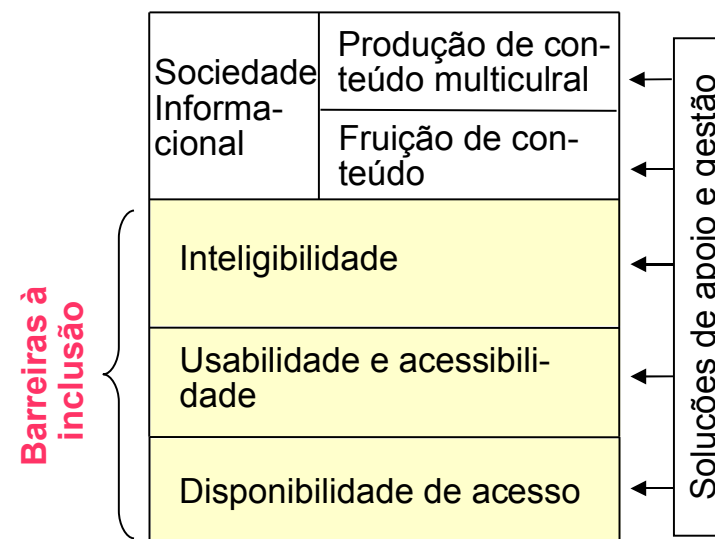 Sociedade
Informa-
cional
Produção de con-
teúdo multiculral
Fruição de con-
teúdo
Barreiras à
inclusão
Inteligibilidade
Usabilidade e acessibili-
dade
Disponibilidade de acesso
Soluções de apoio e gestão